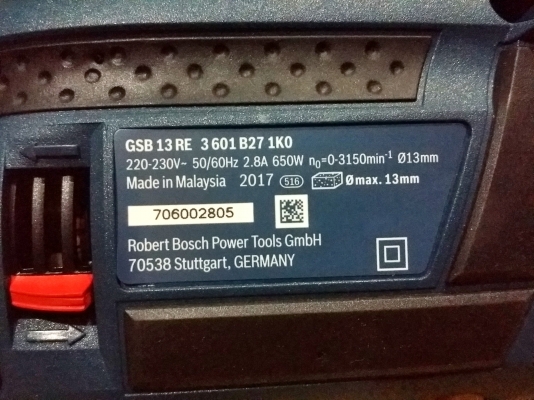 GSB 13 RE 3 601 B27 1K0
220-230V~ 50/60Hz 2.8A 650W n₀=0-3150min⁻¹ Ø13mm
Made in Malaysia 2017 516 Ø max. 13mm
706002805
Robert Bosch Power Tools GmbH
70538 Stuttgart, GERMANY